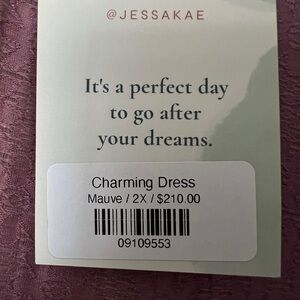 @JESSAKAE
It's a perfect day
to go after
your dreams.
Charming Dress
Mauve / 2X / $210.00
09109553